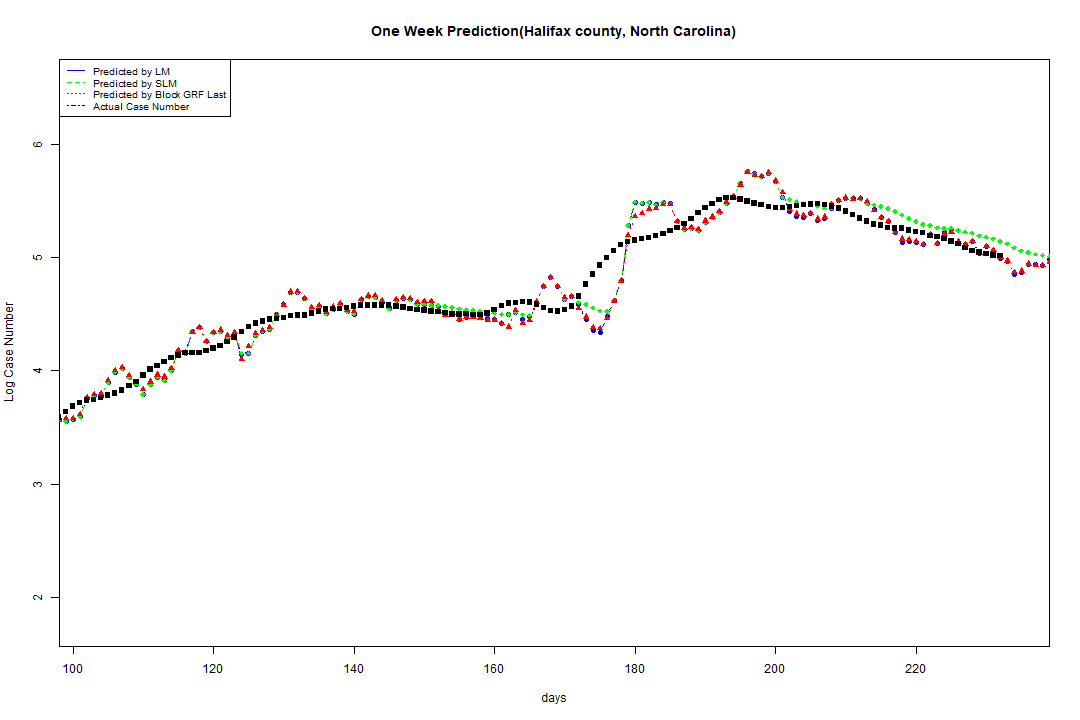 One Week Prediction(Halifax county, North Carolina)
Predicted by LM
Predicted by SLM
Predicted by Block GRF Last
Actual Case Number
6
5
4
3
2
Log Case Number
100 120 140 160 180 200 220
days